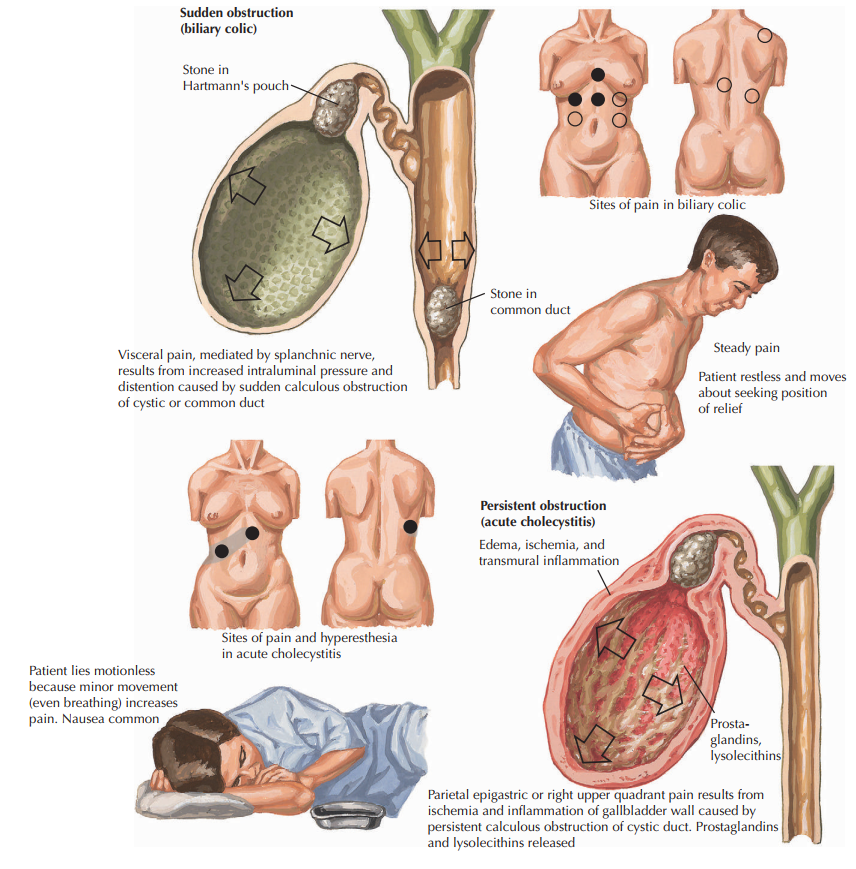 Sudden obstruction
(biliary colic)
Stone in
Hartmann's pouch
Sites of pain in biliary colic
Stone in
common duct
Visceral pain, mediated by splanchnic nerve,
results from increased intraluminal pressure and
distention caused by sudden calculous obstruction
of cystic or common duct
Steady pain
Patient restless and moves
about seeking position
of relief
Persistent obstruction
(acute cholecystitis)
Edema, ischemia, and
transmural inflammation
Sites of pain and hyperesthesia
in acute cholecystitis
Patient lies motionless
because minor movement
(even breathing) increases
pain. Nausea common
Prosta-
glandins,
lysolecithins
Parietal epigastric or right upper quadrant pain results from
ischemia and inflammation of gallbladder wall caused by
persistent calculous obstruction of cystic duct. Prostaglandins
and lysolecithins released